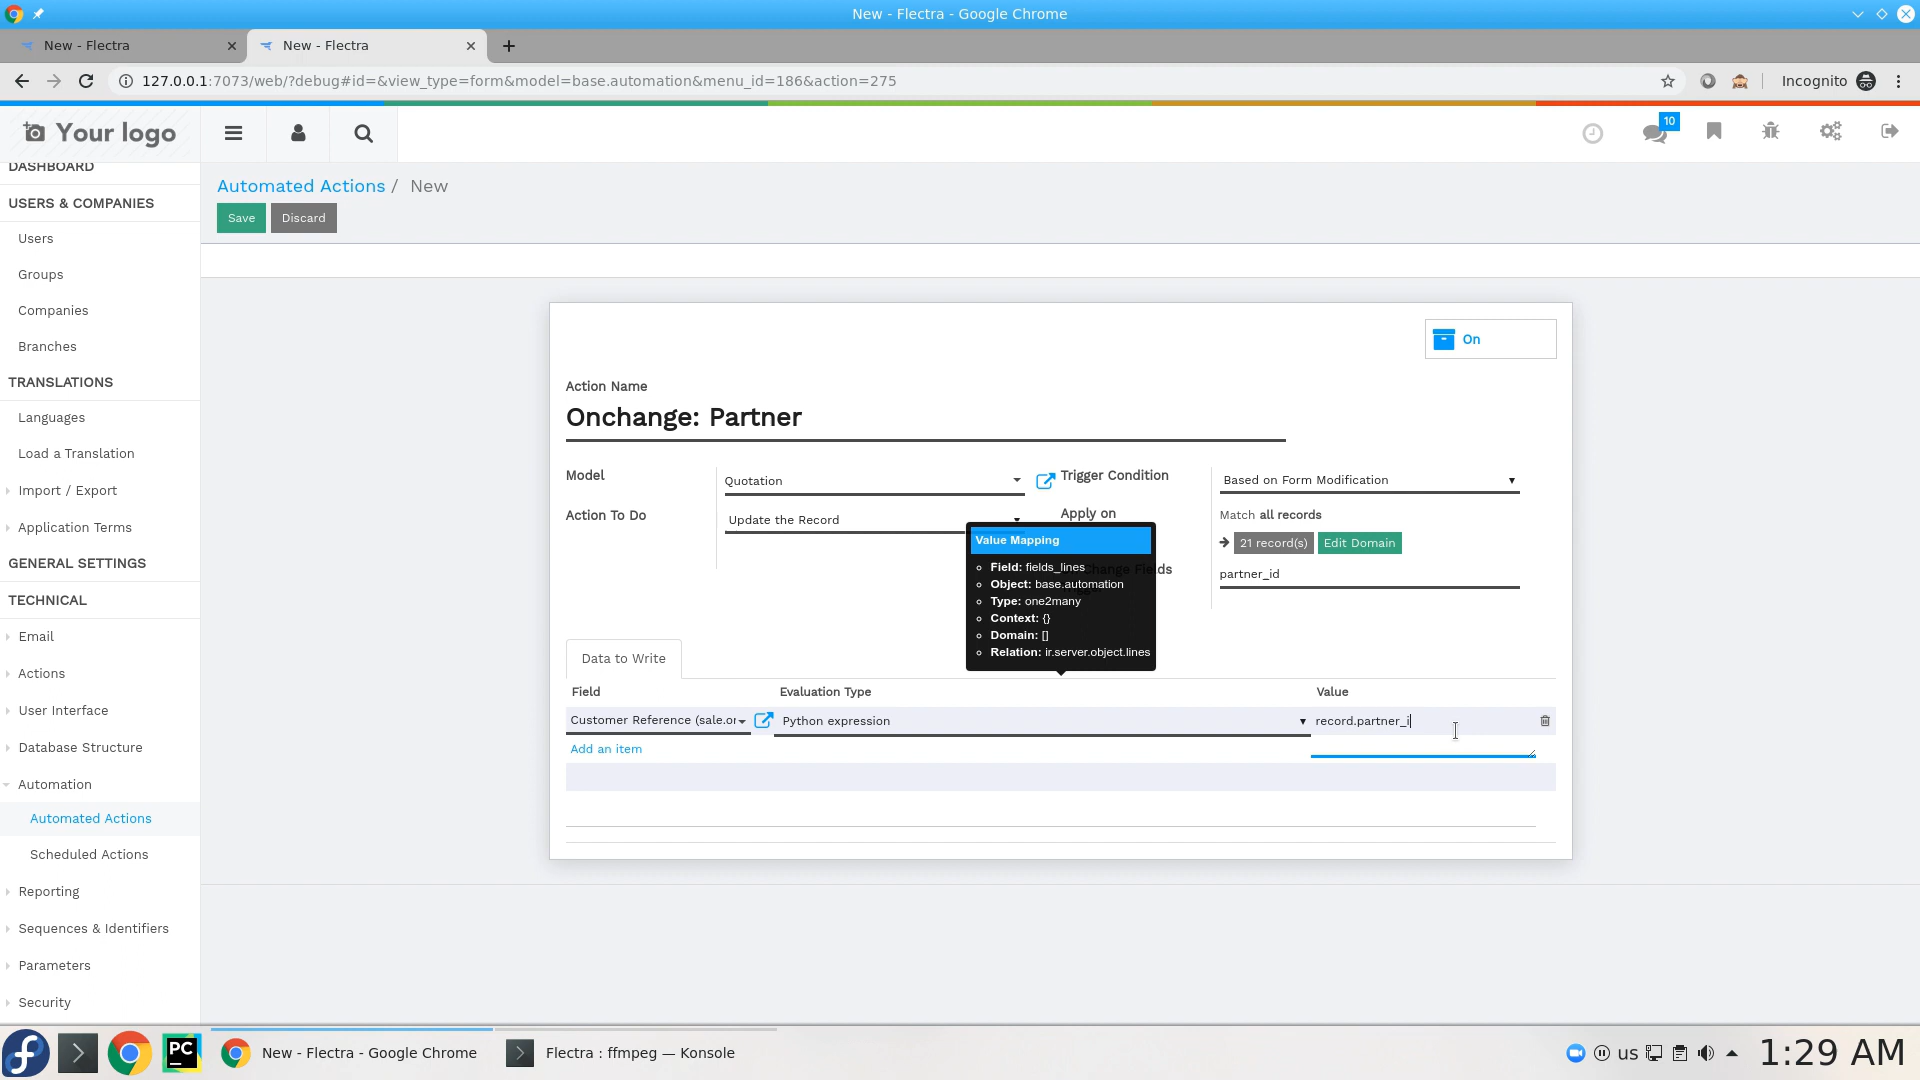 New - Flectra - Google Chrome
New - Flectra
New - Flectra
127.0.0.1:7073/web/?debug#id=&view_type=form&model=base.automation&menu_id=186&action=275
Incognito
Your logo
10
DASHBOARD
USERS & COMPANIES
Users
Groups
Companies
Branches
TRANSLATIONS
Languages
Load a Translation
Import / Export
Application Terms
GENERAL SETTINGS
TECHNICAL
Email
Actions
User Interface
Database Structure
Automation
Automated Actions
Scheduled Actions
Reporting
Sequences & Identifiers
Parameters
Security
Automated Actions / New
Save Discard
On
Action Name
Onchange: Partner
Model Quotation
Action To Do Update the Record
Trigger Condition Based on Form Modification
Apply on Match all records
21 record(s) Edit Domain
Change Fields
partner_id
Value Mapping
Field: fields_lines
Object: base.automation
Type: one2many
Context: {}
Domain: []
Relation: ir.server.object.lines
Data to Write
Field Evaluation Type Value
Customer Reference (sale.or Python expression record.partner_i
Add an item
PC
New - Flectra - Google Chrome
Flectra : ffmpeg — Konsole
us
1:29 AM